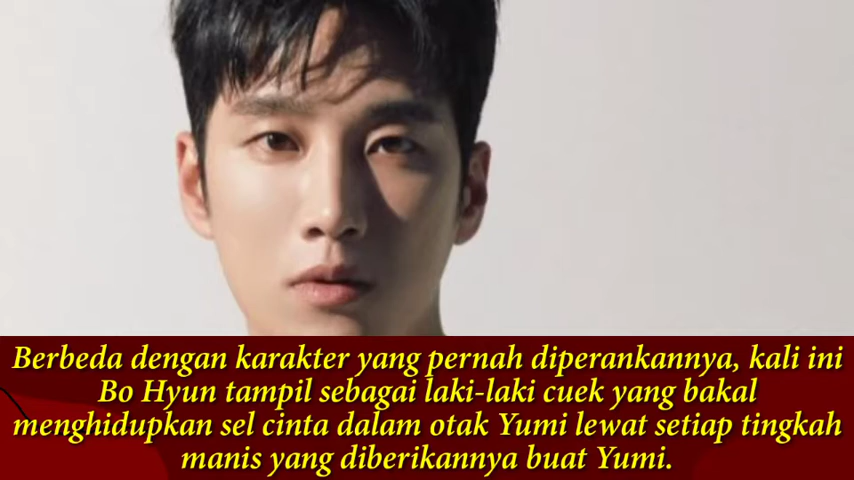 Berbeda dengan karakter yang pernah diperankannya, kali ini
Bo Hyun tampil sebagai laki-laki cuek yang bakal
menghidupkan sel cinta dalam otak Yumi lewat setiap tingkah
manis yang diberikannya buat Yumi.